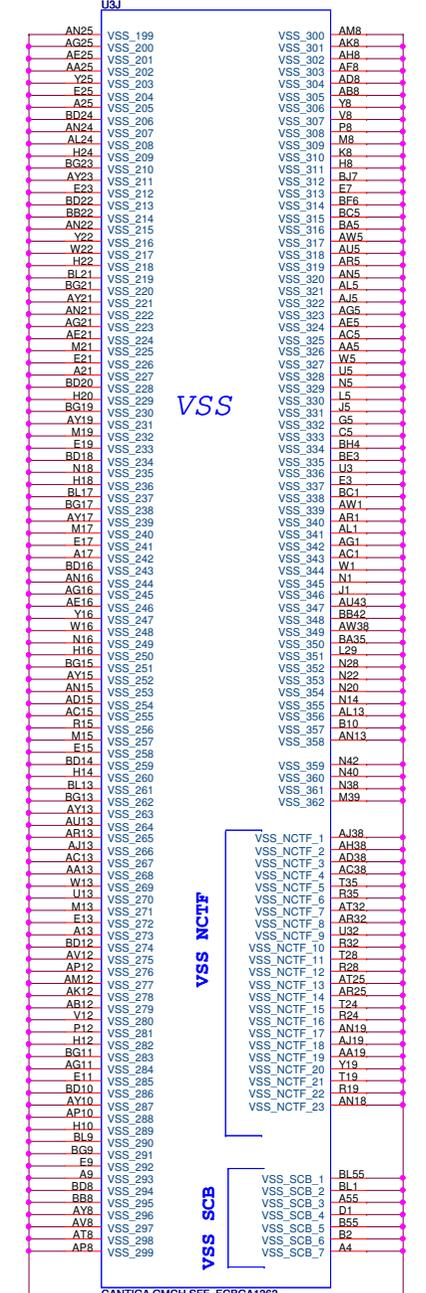 U3J
AN25 VSS_199 VSS_300 AM8
AG25 VSS_200 VSS_301 AK8
AE25 VSS_201 VSS_302 AH8
AA25 VSS_202 VSS_303 AF8
Y25 VSS_203 VSS_304 AD8
E25 VSS_204 VSS_305 AB8
A25 VSS_205 VSS_306 Y8
BD24 VSS_206 VSS_307 V8
AN24 VSS_207 VSS_308 P8
AL24 VSS_208 VSS_309 M8
H24 VSS_209 VSS_310 K8
BG23 VSS_210 VSS_311 H8
AY23 VSS_211 VSS_312 BJ7
E23 VSS_212 VSS_313 E7
BD22 VSS_213 VSS_314 BF6
BB22 VSS_214 VSS_315 BC5
AN22 VSS_215 VSS_316 BA5
Y22 VSS_216 VSS_317 AW5
W22 VSS_217 VSS_318 AU5
H22 VSS_218 VSS_319 AR5
BL21 VSS_219 VSS_320 AN5
BG21 VSS_220 VSS_321 AL5
AY21 VSS_221 VSS_322 AJ5
AN21 VSS_222 VSS_323 AG5
AG21 VSS_223 VSS_324 AE5
AE21 VSS_224 VSS_325 AC5
M21 VSS_225 VSS_326 AA5
E21 VSS_226 VSS_327 W5
A21 VSS_227 VSS_328 U5
BD20 VSS_228 VSS_329 N5
H20 VSS_229 VSS_330 L5
BG19 VSS_230 VSS_331 J5
VSS
AY19 VSS_231 VSS_332 G5
M19 VSS_232 VSS_333 C5
E19 VSS_233 VSS_334 BH4
BD18 VSS_234 VSS_335 BE3
N18 VSS_235 VSS_336 U3
H18 VSS_236 VSS_337 E3
BL17 VSS_237 VSS_338 BC1
BG17 VSS_238 VSS_339 AW1
AY17 VSS_239 VSS_340 AR1
M17 VSS_240 VSS_341 AL1
E17 VSS_241 VSS_342 AG1
A17 VSS_242 VSS_343 AC1
BD16 VSS_243 VSS_344 W1
AN16 VSS_244 VSS_345 N1
AG16 VSS_245 VSS_346 J1
AE16 VSS_246 VSS_347 AU43
Y16 VSS_247 VSS_348 BB42
W16 VSS_248 VSS_349 AW38
N16 VSS_249 VSS_350 BA35
H16 VSS_250 VSS_351 L29
BG15 VSS_251 VSS_352 N28
AY15 VSS_252 VSS_353 N22
AN15 VSS_253 VSS_354 N20
AD15 VSS_254 VSS_355 N14
AC15 VSS_255 VSS_356 AL13
R15 VSS_256 VSS_357 B10
M15 VSS_257 VSS_358 AN13
E15 VSS_258
BD14 VSS_259 VSS_359 N42
H14 VSS_260 VSS_360 N40
BL13 VSS_261 VSS_361 N38
BG13 VSS_262 VSS_362 M39
AY13 VSS_263
AU13 VSS_264
AR13 VSS_265 VSS_NCTF_1 AJ38
AJ13 VSS_266 VSS_NCTF_2 AH38
AC13 VSS_267 VSS_NCTF_3 AD38
AA13 VSS_268 VSS_NCTF_4 AC38
W13 VSS_269 VSS_NCTF_5 T35
U13 VSS_270 VSS_NCTF_6 R35
M13 VSS_271 VSS_NCTF_7 AT32
E13 VSS_272 VSS_NCTF_8 AR32
A13 VSS_273 VSS_NCTF_9 U32
VSS NCTF
BD12 VSS_274 VSS_NCTF_10 R32
AV12 VSS_275 VSS_NCTF_11 T28
AP12 VSS_276 VSS_NCTF_12 R28
AM12 VSS_277 VSS_NCTF_13 AT25
AK12 VSS_278 VSS_NCTF_14 AR25
AB12 VSS_279 VSS_NCTF_15 T24
V12 VSS_280 VSS_NCTF_16 R24
P12 VSS_281 VSS_NCTF_17 AN19
H12 VSS_282 VSS_NCTF_18 AJ19
BG11 VSS_283 VSS_NCTF_19 AA19
AG11 VSS_284 VSS_NCTF_20 Y19
E11 VSS_285 VSS_NCTF_21 T19
BD10 VSS_286 VSS_NCTF_22 R19
AY10 VSS_287 VSS_NCTF_23 AN18
AP10 VSS_288
H10 VSS_289
BL9 VSS_290
BG9 VSS_291
E9 VSS_292
A9 VSS_293 VSS_SCB_1 BL55
BD8 VSS_294 VSS_SCB_2 BL1
BB8 VSS_295 VSS_SCB_3 A55
AY8 VSS_296 VSS_SCB_4 D1
VSS SCB
AV8 VSS_297 VSS_SCB_5 B55
AT8 VSS_298 VSS_SCB_6 B2
AP8 VSS_299 VSS_SCB_7 A4